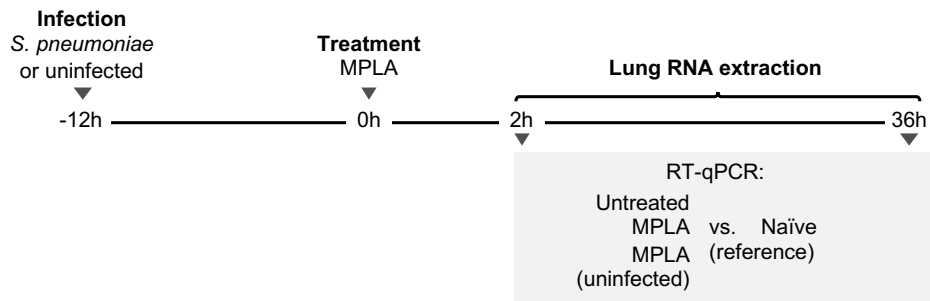 Infection
S. pneumoniae
or uninfected
Treatment
MPLA
Lung RNA extraction
-12h
0h
2h
36h
RT-qPCR:
Untreated
MPLA vs. Naïve
MPLA (reference)
(uninfected)